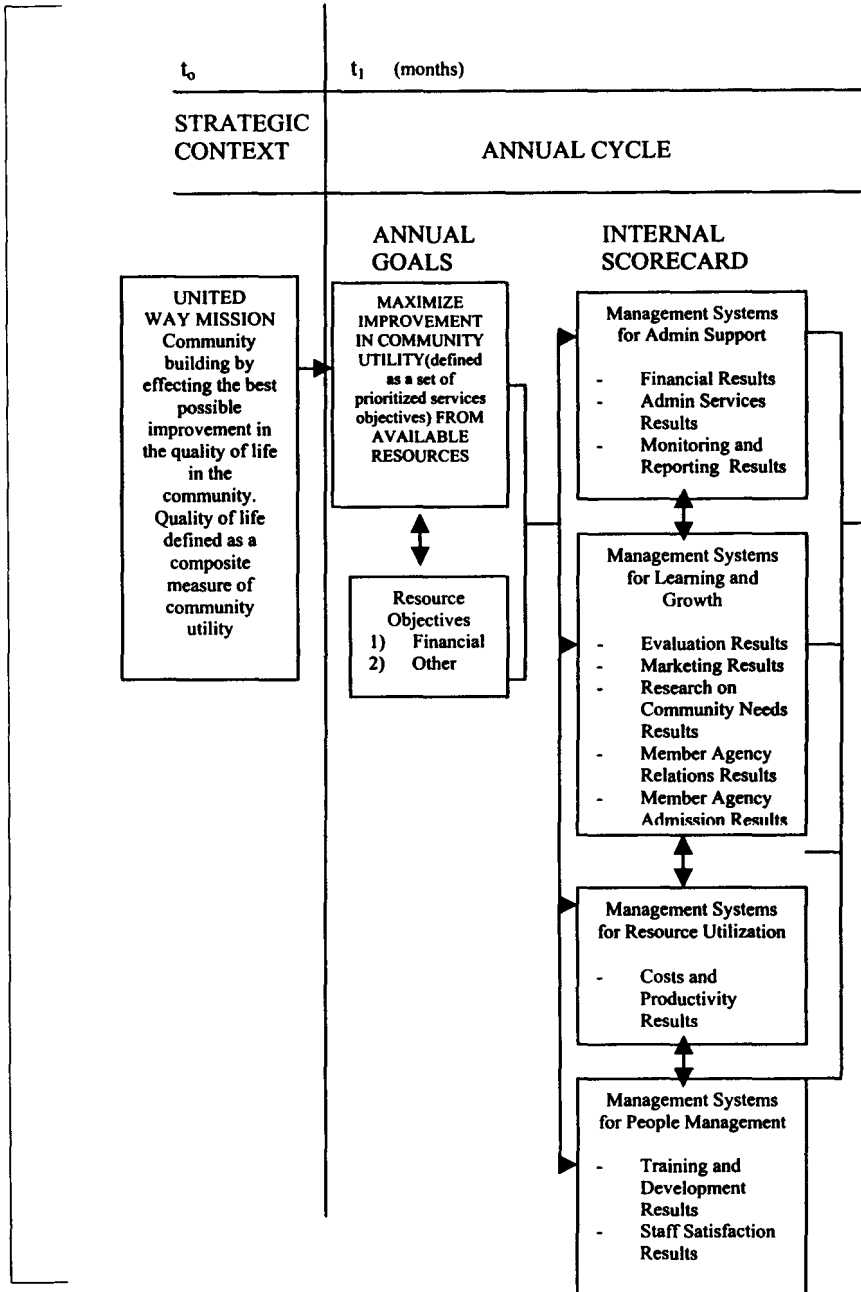 t₀
t₁ (months)
STRATEGIC
CONTEXT
ANNUAL CYCLE
ANNUAL
GOALS
INTERNAL
SCORECARD
UNITED
WAY MISSION
Community
building by
effecting the best
possible
improvement in
the quality of life
in the
community.
Quality of life
defined as a
composite
measure of
community
utility
MAXIMIZE
IMPROVEMENT
IN COMMUNITY
UTILITY(defined
as a set of
prioritized services
objectives) FROM
AVAILABLE
RESOURCES
Resource
Objectives
1) Financial
2) Other
Management Systems
for Admin Support
- Financial Results
- Admin Services
Results
- Monitoring and
Reporting Results
Management Systems
for Learning and
Growth
- Evaluation Results
- Marketing Results
- Research on
Community Needs
Results
- Member Agency
Relations Results
- Member Agency
Admission Results
Management Systems
for Resource Utilization
- Costs and
Productivity
Results
Management Systems
for People Management
- Training and
Development
Results
- Staff Satisfaction
Results